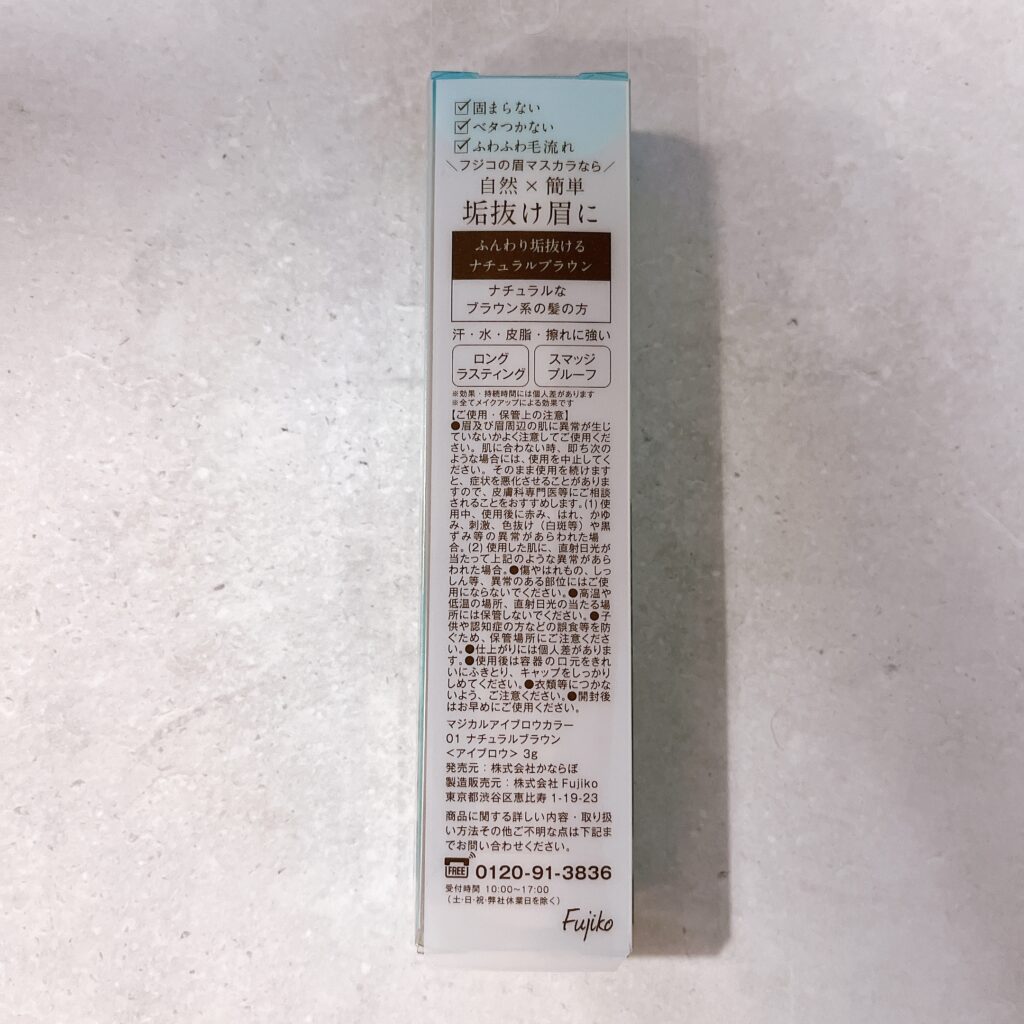 ☑固まらない
☑ベタつかない
☑ふわふわ毛流れ
＼フジコの眉マスカラなら／
自然×簡単
垢抜け眉に
ふんわり垢抜ける
ナチュラルブラウン
ナチュラルな
ブラウン系の髪の方
汗・水・皮脂・擦れに強い
ロング
ラスティング
スマッジ
プルーフ
※効果・持続時間には個人差があります
※全てメイクアップによる効果です
【ご使用・保管上の注意】
●眉及び眉周辺の肌に異常が生じ
ていないかよく注意してご使用くだ
さい。肌に合わない時、即ち次の
ような場合には、使用を中止してく
ださい。そのまま使用を続けます
と、症状を悪化させることがありま
すので、皮膚科専門医等にご相談
されることをおすすめします。(1) 使
用中、使用後に赤み、はれ、かゆ
み、刺激、色抜け（白斑等）や黒
ずみ等の異常があらわれた場
合。(2) 使用した肌に、直射日光が
当たって上記のような異常があら
われた場合。●傷やはれもの、しっ
しん等、異常のある部位にはご使
用にならないでください。●高温や
低温の場所、直射日光の当たる場
所には保管しないでください。●子
供や認知症の方などの誤食等を防
ぐため、保管場所にご注意くださ
い。●仕上がりには個人差がありま
す。●使用後は容器の口元をきれ
いにふきとり、キャップをしっかり
しめてください。●衣類等につかな
いよう、ご注意ください。●開封後
はお早めにご使用ください。
マジカルアイブロウカラー
01 ナチュラルブラウン
＜アイブロウ＞ 3g
発売元：株式会社かならぼ
製造販売元：株式会社 Fujiko
東京都渋谷区恵比寿 1-19-23
商品に関する詳しい内容・取り扱
い方法その他ご不明な点は下記ま
でお問い合わせください。
FREE 0120-91-3836
受付時間 10:00~17:00
（土・日・祝・弊社休業日を除く）
Fujiko